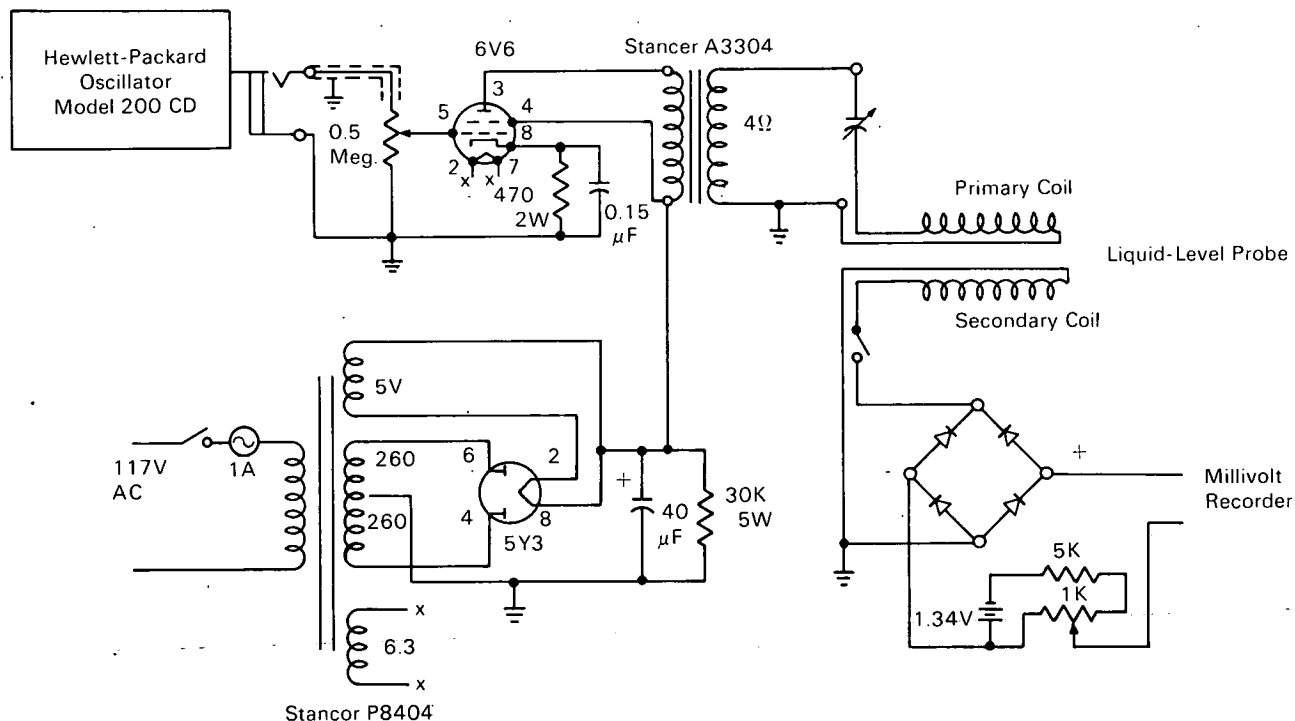 Hewlett-Packard
Oscillator
Model 200 CD
0.5
Meg.
6V6
3
4
5
8
2
7
x
x
470
2W
0.15
µF
Stancer A3304
4Ω
Primary Coil
Liquid-Level Probe
Secondary Coil
117V
AC
1A
5V
260
260
6
2
4
8
5Y3
+
40
µF
30K
5W
x
6.3
x
Stancor P8404
+
Millivolt
Recorder
5K
1K
1.34V